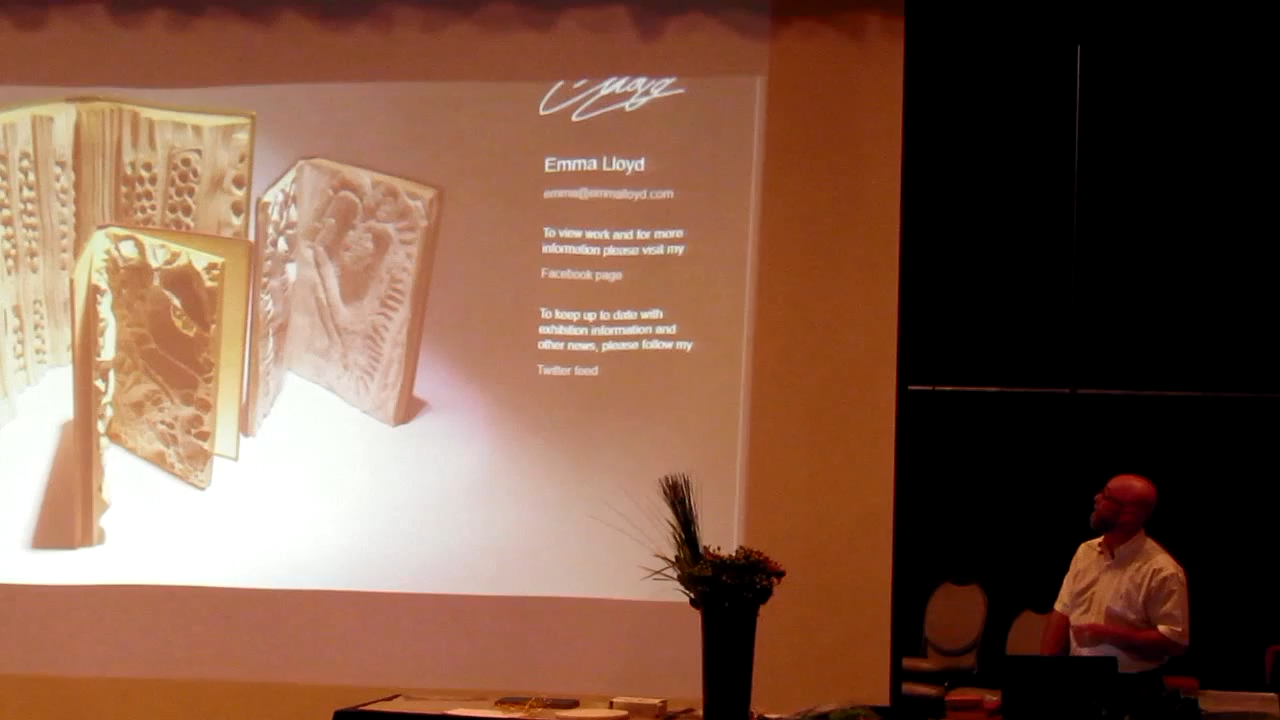 Emma Lloyd
emma@emmalloyd.com
To view work and for more
information please visit my
Facebook page
To keep up to date with
exhibition information and
other news, please follow my
Twitter feed